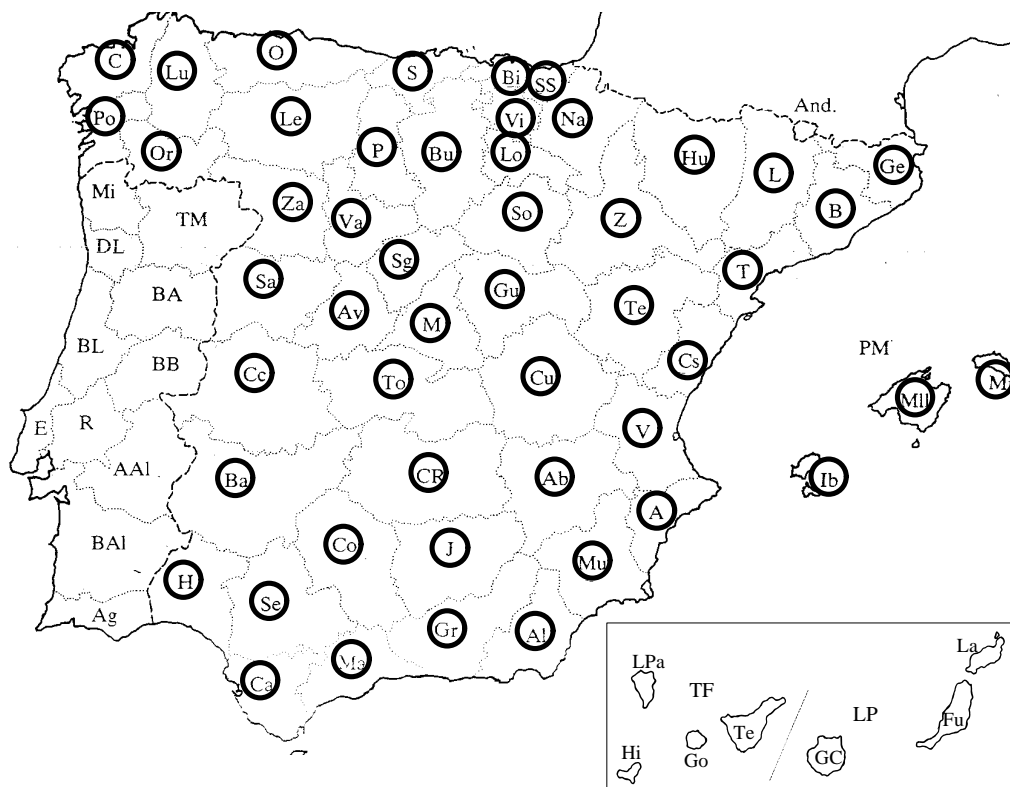 O
C
Lu
S
Bi
SS
And.
Po
Le
Vi
Na
Or
P
Bu
Lo
Hu
L
Ge
Mi
TM
Za
Va
So
Z
B
DL
Sg
T
BA
Sa
Av
M
Gu
Te
Cs
PM
BL
BB
Cc
To
Cu
Mll
M
E
R
V
AAl
Ba
CR
Ab
Ib
A
BAl
Co
J
Mu
H
Se
Ag
Gr
Al
Ma
Ca
LPa
TF
La
LP
Te
Fu
Hi
Go
GC